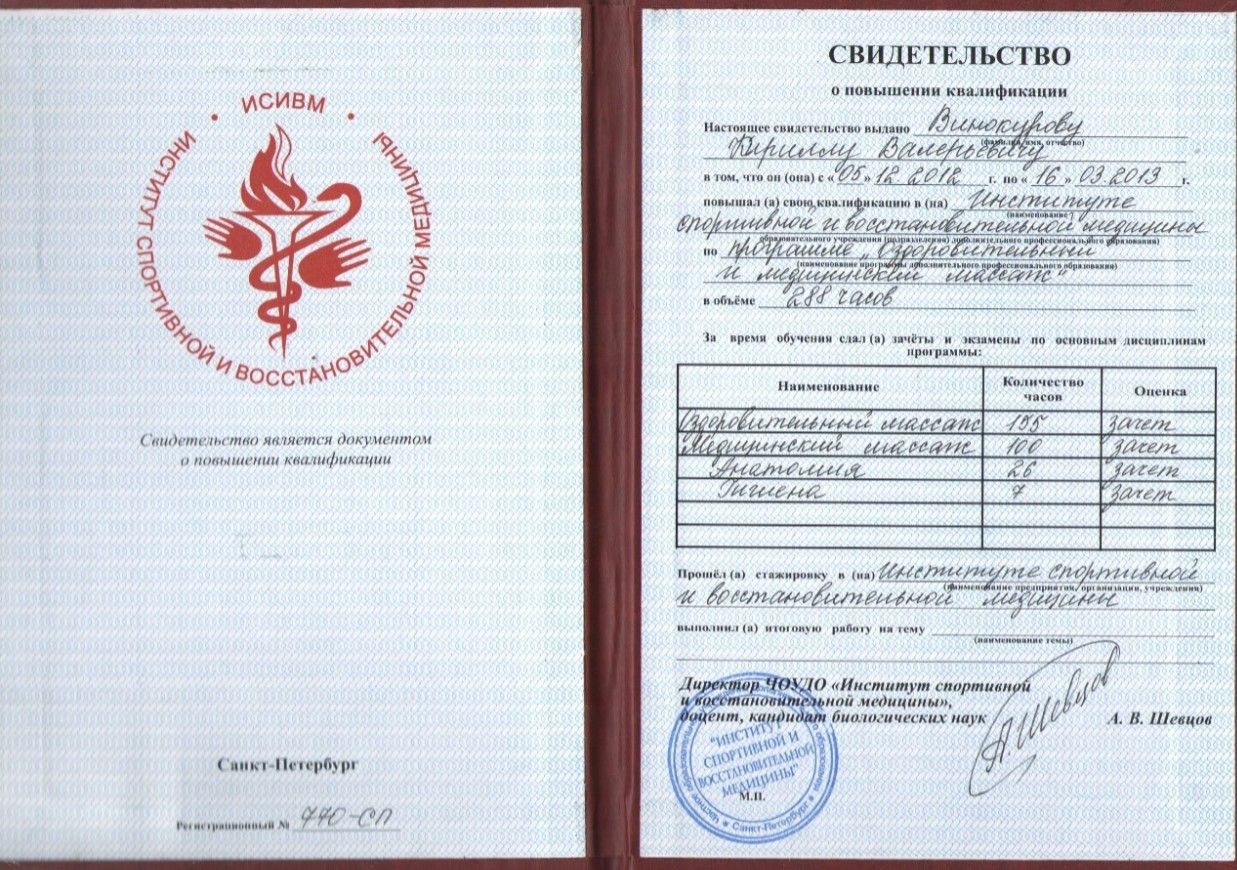 ИСИВМ
ИНСТИТУТ СПОРТИВНОЙ И ВОССТАНОВИТЕЛЬНОЙ МЕДИЦИНЫ
Свидетельство является документом
о повышении квалификации
Санкт-Петербург
Регистрационный № 770-СП
СВИДЕТЕЛЬСТВО
о повышении квалификации
Настоящее свидетельство выдано Винокурову
(фамилия, имя, отчество)
Кириллу Валерьевичу
в том, что он (она) с « 05 » 12 2012 г. по « 16 » 03.2013 г.
повышал (а) свою квалификацию в (на) Институте
(наименование
спортивной и восстановительной медицины
образовательного учреждения (подразделения) дополнительного профессионального образования)
по программе „Оздоровительный
(наименование программы дополнительного профессионального образования)
и медицинский массаж"
в объёме 288 часов
За время обучения сдал (а) зачёты и экзамены по основным дисциплинам
программы:
Наименование Количество часов Оценка
Оздоровительный массаж 155 зачет
Медицинский массаж 100 зачет
Анатомия 26 зачет
Гигиена 7 зачет
Прошёл (а) стажировку в (на) Институте спортивной
(наименование предприятия, организации, учреждения)
и восстановительной медицины
выполнил (а) итоговую работу на тему
(наименование темы)
Директор ЧОУДО «Институт спортивной
и восстановительной медицины»,
доцент, кандидат биологических наук А. В. Шевцов
А. Шевцов
"ИНСТИТУТ
СПОРТИВНОЙ И
ВОССТАНОВИТЕЛЬНОЙ
МЕДИЦИНЫ"
М.П.
Санкт-Петербург